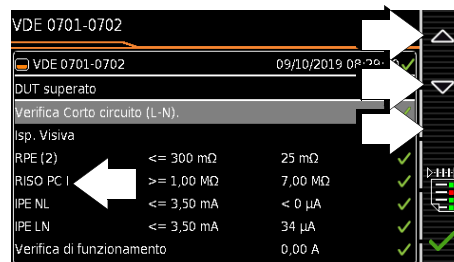 VDE 0701-0702
VDE 0701-0702 09/10/2019 08:29:
DUT superato
Verifica Corto circuito (L-N).
Isp. Visiva
RPE (2) <= 300 mΩ 25 mΩ
RISO PC I >= 1,00 MΩ 7,00 MΩ
IPE NL <= 3,50 mA < 0 µA
IPE LN <= 3,50 mA 34 µA
Verifica di funzionamento 0,00 A